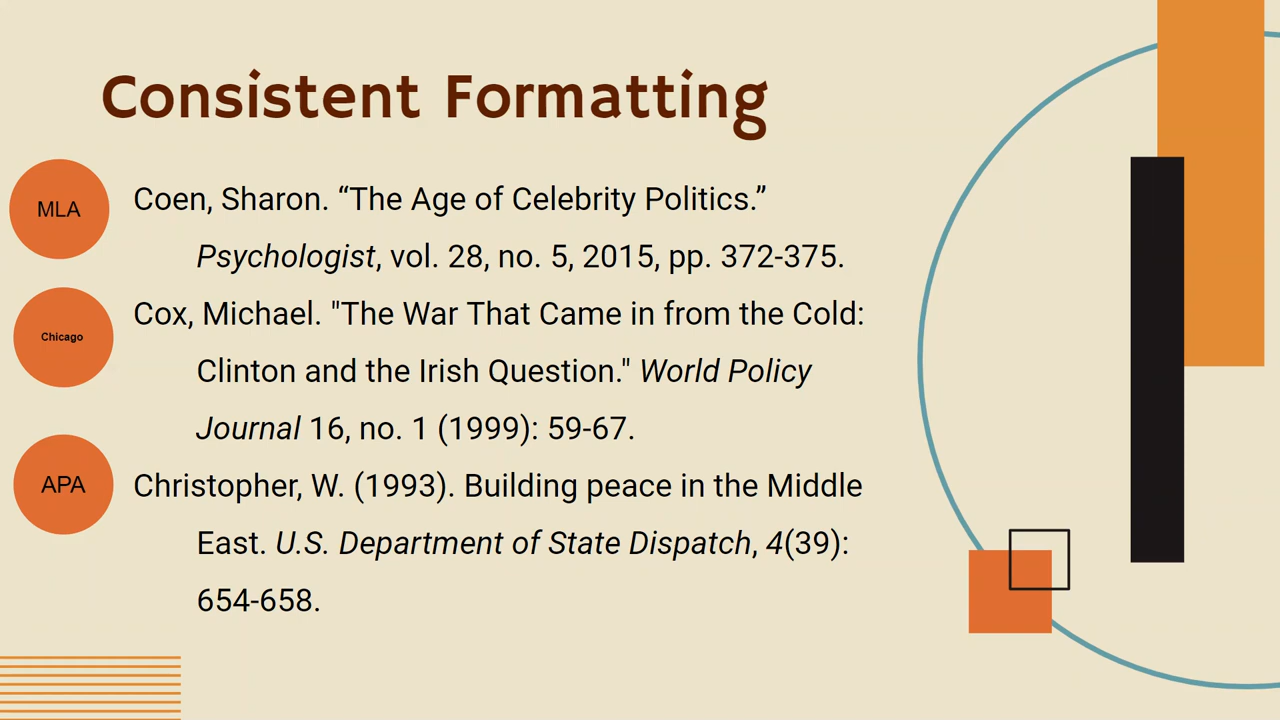 Consistent Formatting
MLA
Coen, Sharon. “The Age of Celebrity Politics.”
Psychologist, vol. 28, no. 5, 2015, pp. 372-375.
Chicago
Cox, Michael. "The War That Came in from the Cold:
Clinton and the Irish Question." World Policy
Journal 16, no. 1 (1999): 59-67.
APA
Christopher, W. (1993). Building peace in the Middle
East. U.S. Department of State Dispatch, 4(39):
654-658.